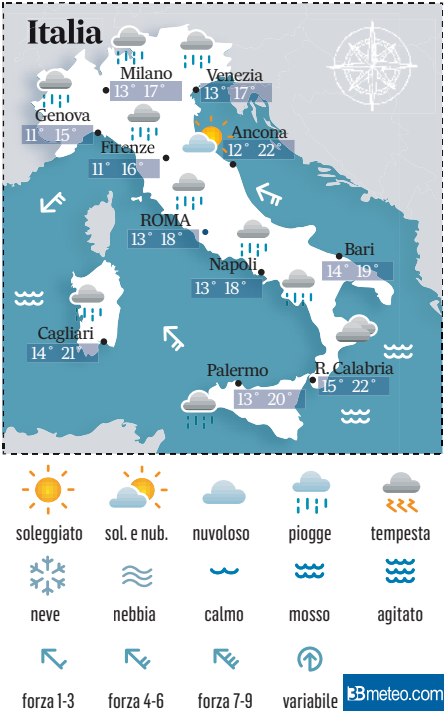 Italia
Milano
13° 17°
Venezia
13° 17°
Genova
11° 15°
Firenze
11° 16°
Ancona
12° 22°
ROMA
13° 18°
Napoli
13° 18°
Bari
14° 19°
Cagliari
14° 21°
Palermo
13° 20°
R. Calabria
15° 22°
soleggiato sol. e nub. nuvoloso piogge tempesta
neve nebbia calmo mosso agitato
forza 1-3 forza 4-6 forza 7-9 variabile
3Bmeteo.com